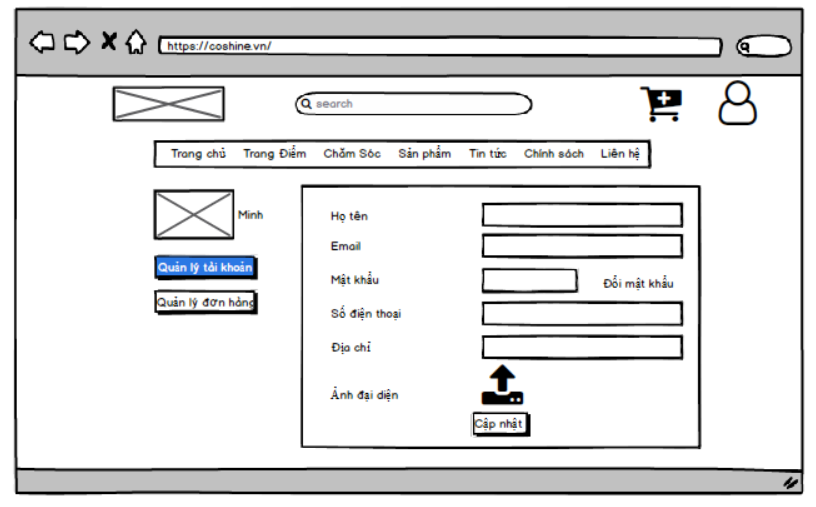 https://coshine.vn/
search
Trang chủ Trang Điểm Chăm Sóc Sản phẩm Tin tức Chính sách Liên hệ
Minh
Quản lý tài khoản
Quản lý đơn hàng
Họ tên
Email
Mật khẩu Đổi mật khẩu
Số điện thoại
Địa chỉ
Ảnh đại diện
Cập nhật